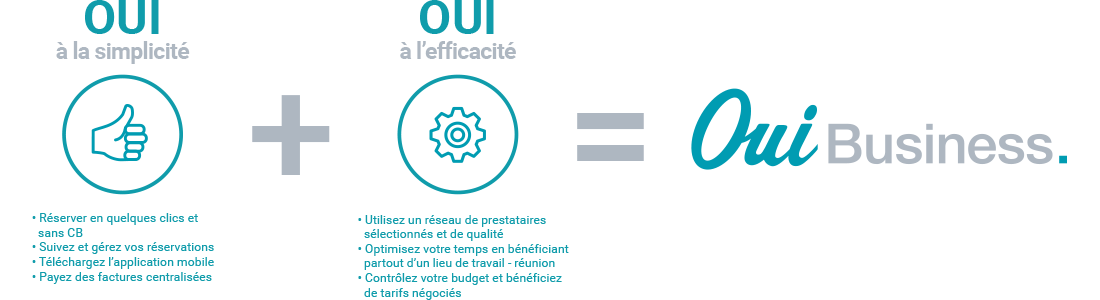 OUI
à la simplicité
• Réserver en quelques clics et
sans CB
• Suivez et gérez vos réservations
• Téléchargez l'application mobile
• Payez des factures centralisées
+
OUI
à l'efficacité
• Utilisez un réseau de prestataires
sélectionnés et de qualité
• Optimisez votre temps en bénéficiant
partout d'un lieu de travail - réunion
• Contrôlez votre budget et bénéficiez
de tarifs négociés
=
Oui Business.